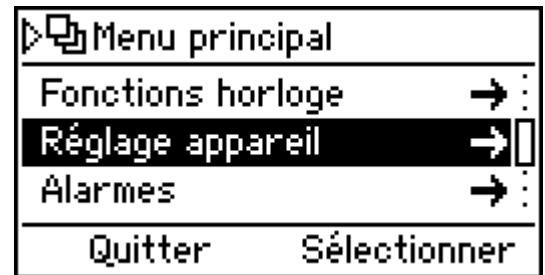 Menu principal
Fonctions horloge
Réglage appareil
Alarmes
Quitter Sélectionner